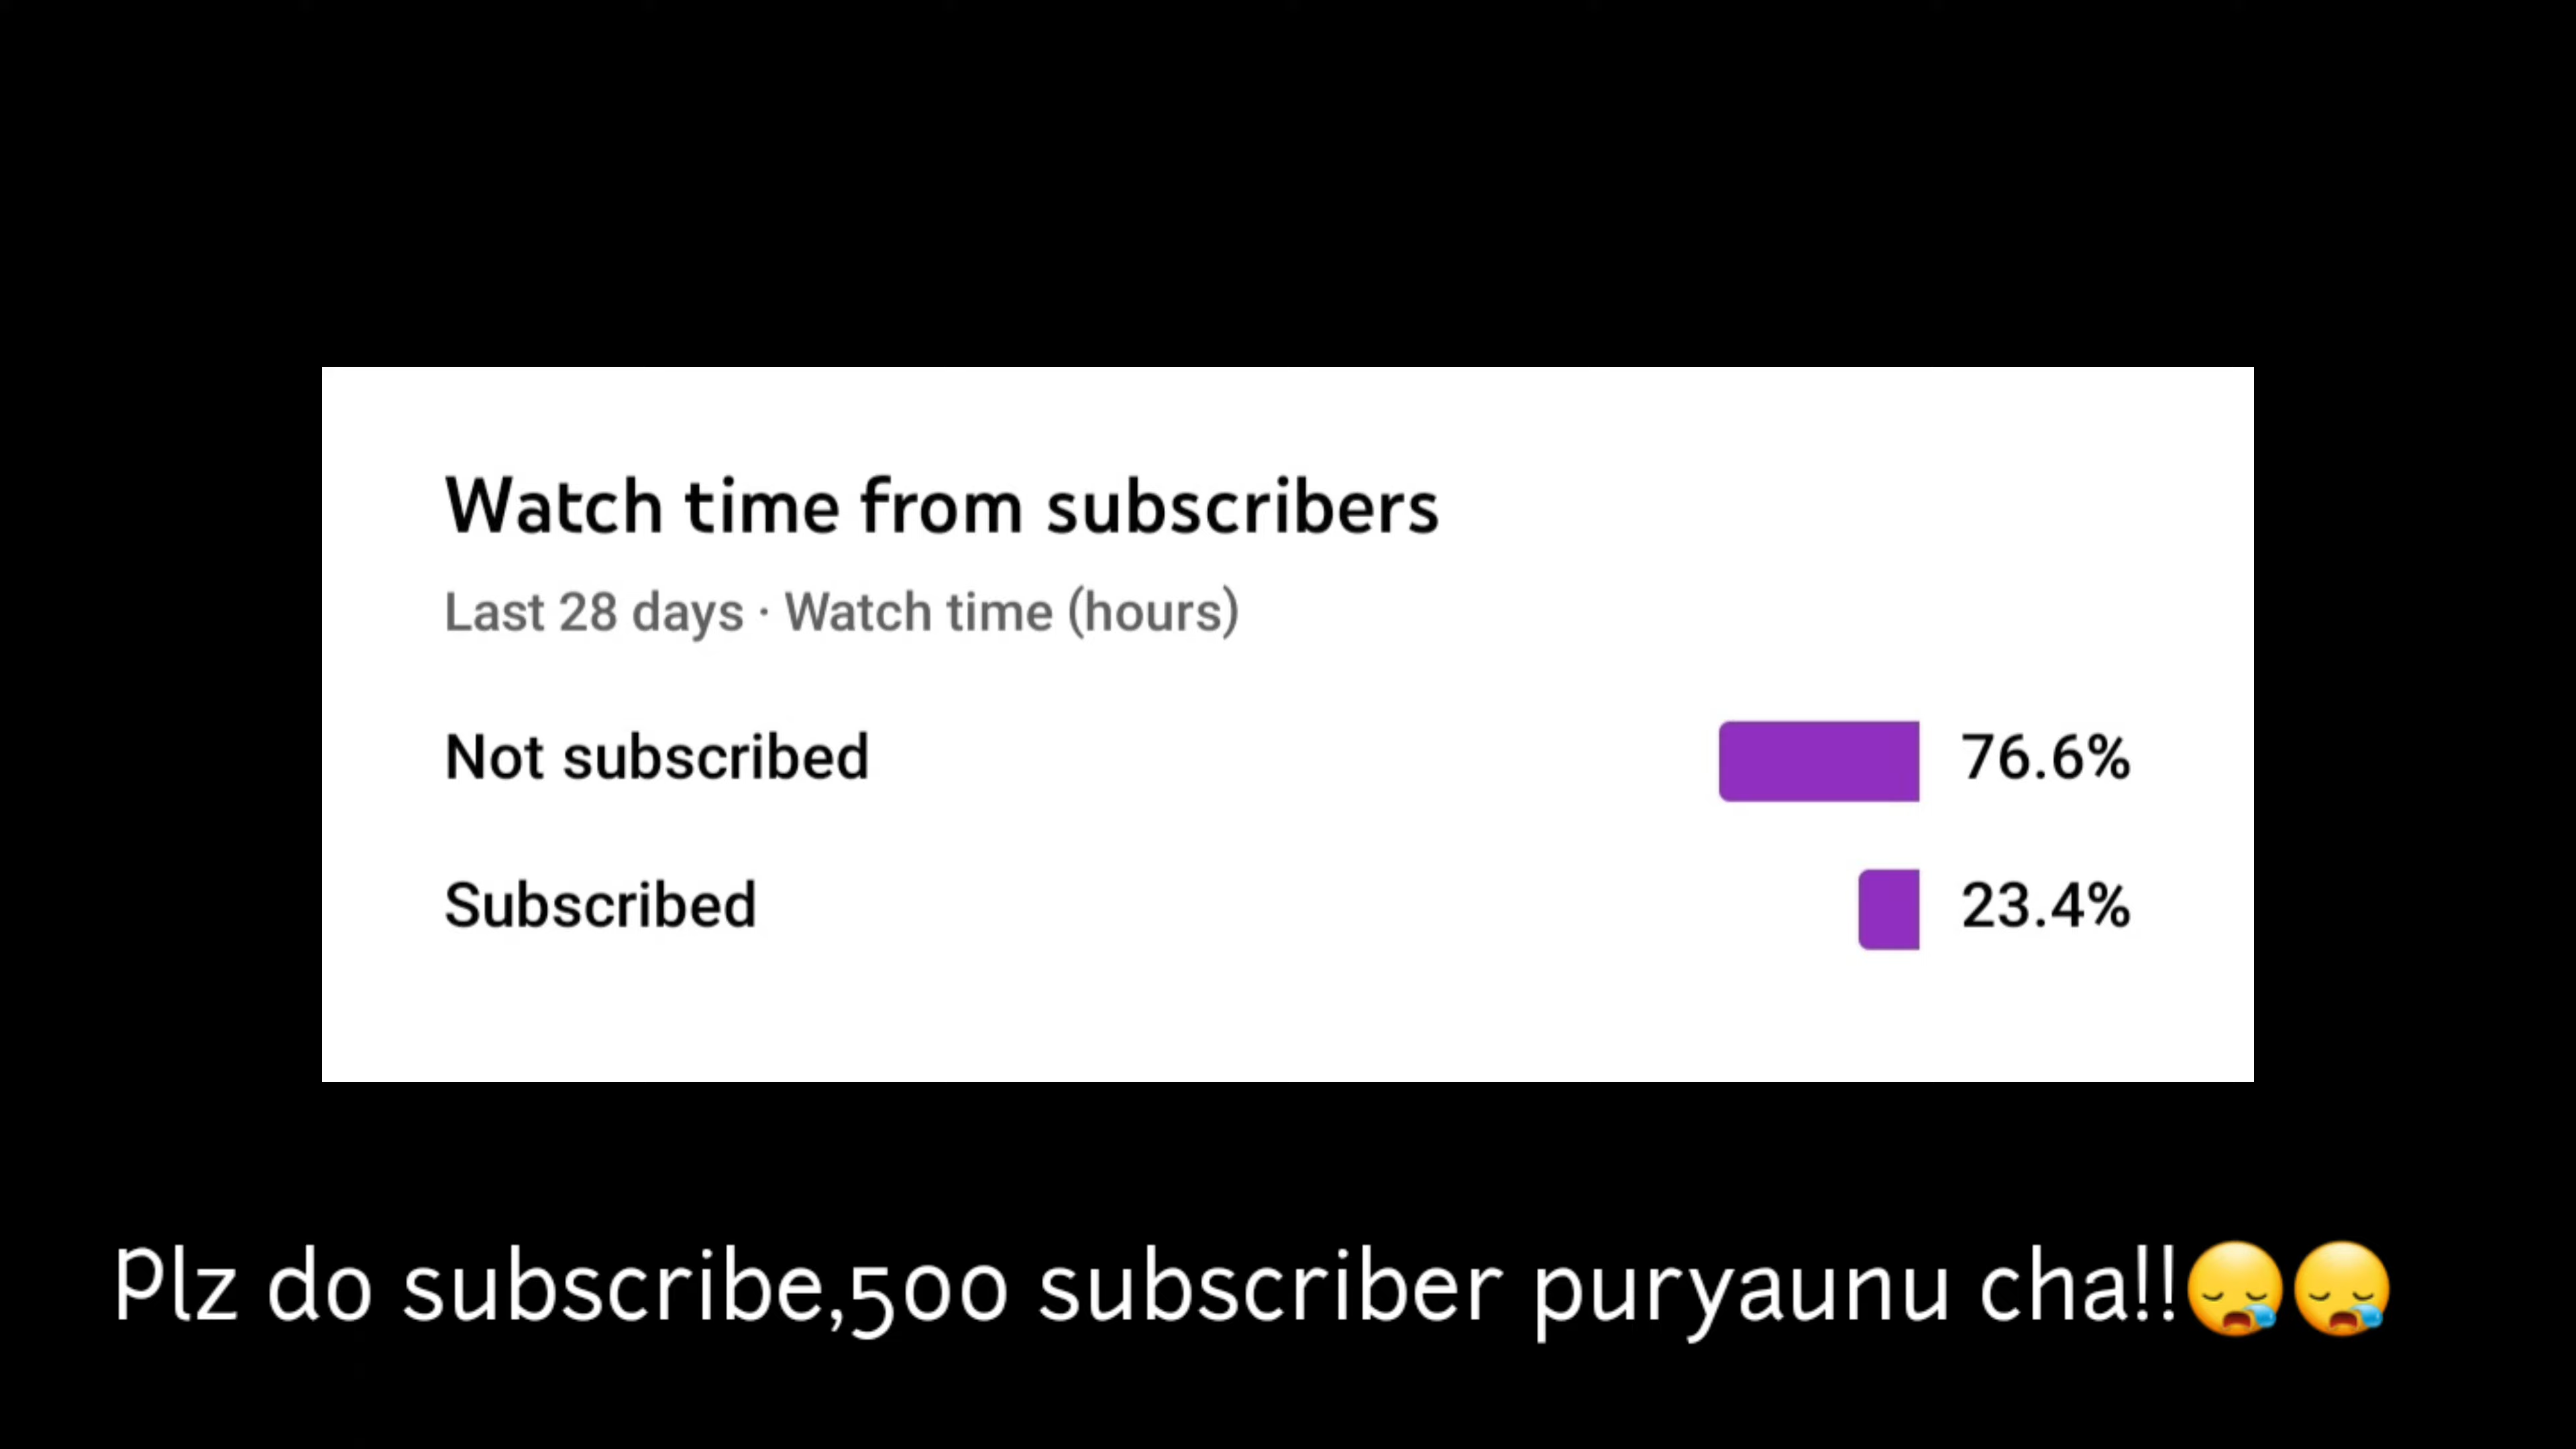 Watch time from subscribers
Last 28 days · Watch time (hours)
Not subscribed 76.6%
Subscribed 23.4%
Plz do subscribe,500 subscriber puryaunu cha!!😪😪